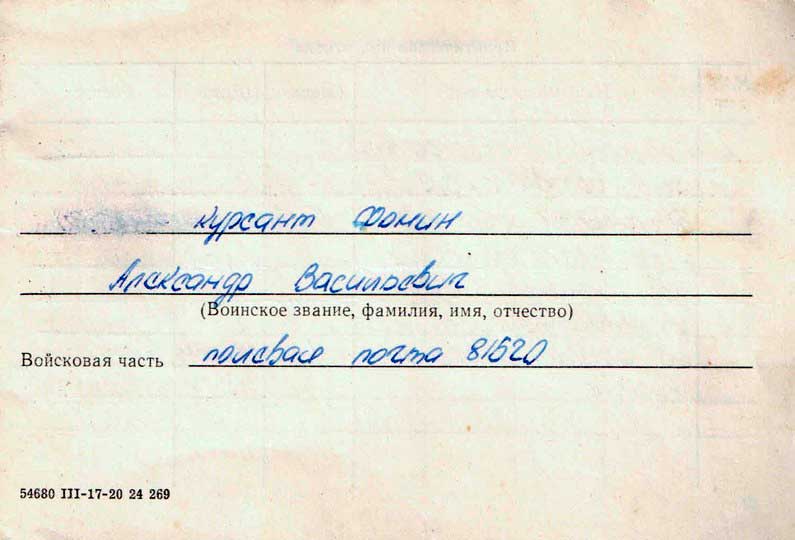 курсант Фомин
Александр Васильевич
(Воинское звание, фамилия, имя, отчество)
Войсковая часть полевая почта 81520
54680 III-17-20 24 269